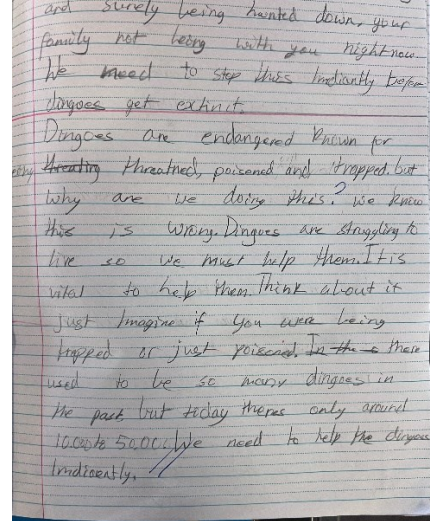 and surely being hunted down, your
family not being with you right now.
We need to stop this Imediantly before
dingoes get extinit.
Dingoes are endangered known for
being threating threatned, poisened and trapped. but
why are we doing this? we know
this is wrong. Dingoes are struggling to
live so we must help them. It is
vital to help them. Think about it
just Imagine if you were being
trapped or just poisened. In the s there
used to be so many dingoes in
the past but today theres only around
10.000 to 50.000. We need to help the dingoes
Imdicently.